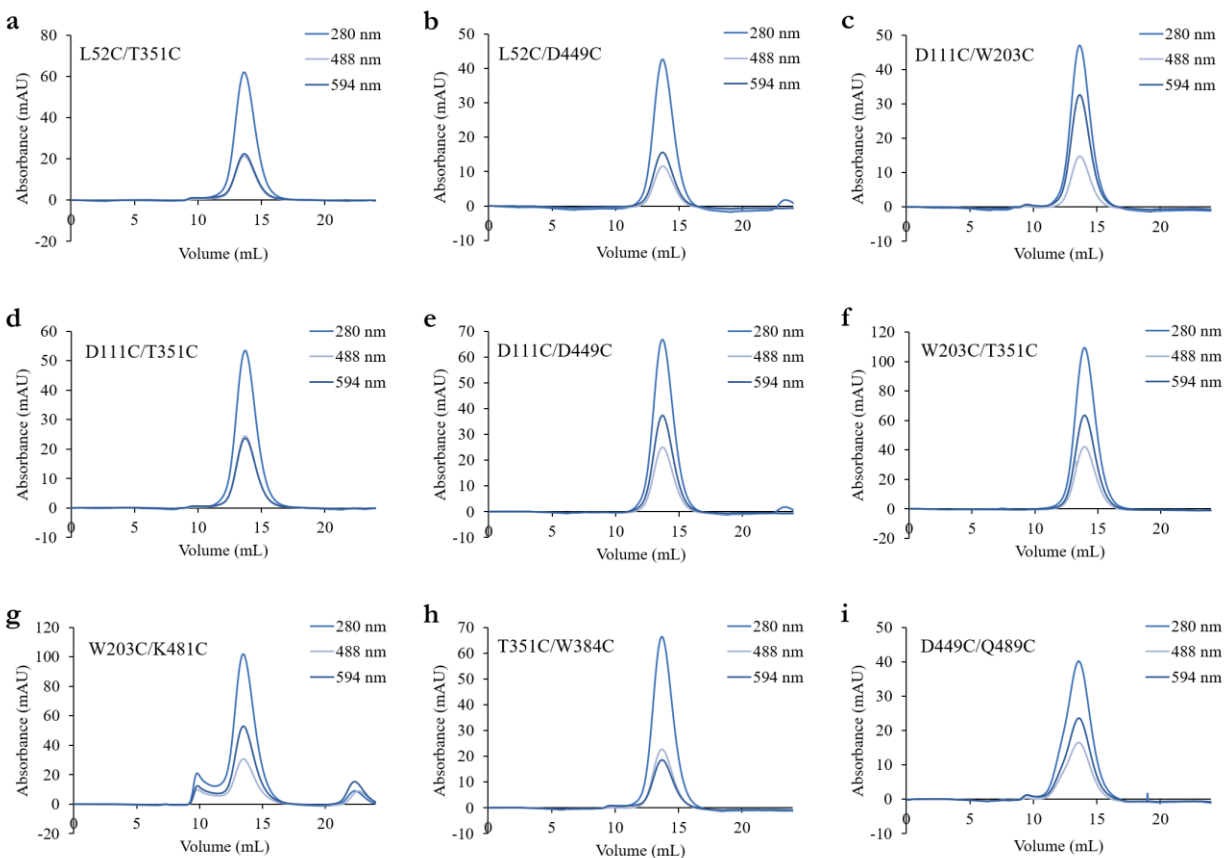 a
L52C/T351C
280 nm
488 nm
594 nm
Absorbance (mAU)
80
60
40
20
0
-20
0 5 10 15 20
Volume (mL)
b
L52C/D449C
280 nm
488 nm
594 nm
Absorbance (mAU)
50
40
30
20
10
0
-10
0 5 10 15 20
Volume (mL)
c
D111C/W203C
280 nm
488 nm
594 nm
Absorbance (mAU)
50
40
30
20
10
0
-10
0 5 10 15 20
Volume (mL)
d
D111C/T351C
280 nm
488 nm
594 nm
Absorbance (mAU)
60
50
40
30
20
10
0
-10
0 5 10 15 20
Volume (mL)
e
D111C/D449C
280 nm
488 nm
594 nm
Absorbance (mAU)
70
60
50
40
30
20
10
0
-10
0 5 10 15 20
Volume (mL)
f
W203C/T351C
280 nm
488 nm
594 nm
Absorbance (mAU)
120
100
80
60
40
20
0
-20
0 5 10 15 20
Volume (mL)
g
W203C/K481C
280 nm
488 nm
594 nm
Absorbance (mAU)
120
100
80
60
40
20
0
-20
0 5 10 15 20
Volume (mL)
h
T351C/W384C
280 nm
488 nm
594 nm
Absorbance (mAU)
70
60
50
40
30
20
10
0
-10
0 5 10 15 20
Volume (mL)
i
D449C/Q489C
280 nm
488 nm
594 nm
Absorbance (mAU)
50
40
30
20
10
0
-10
0 5 10 15 20
Volume (mL)